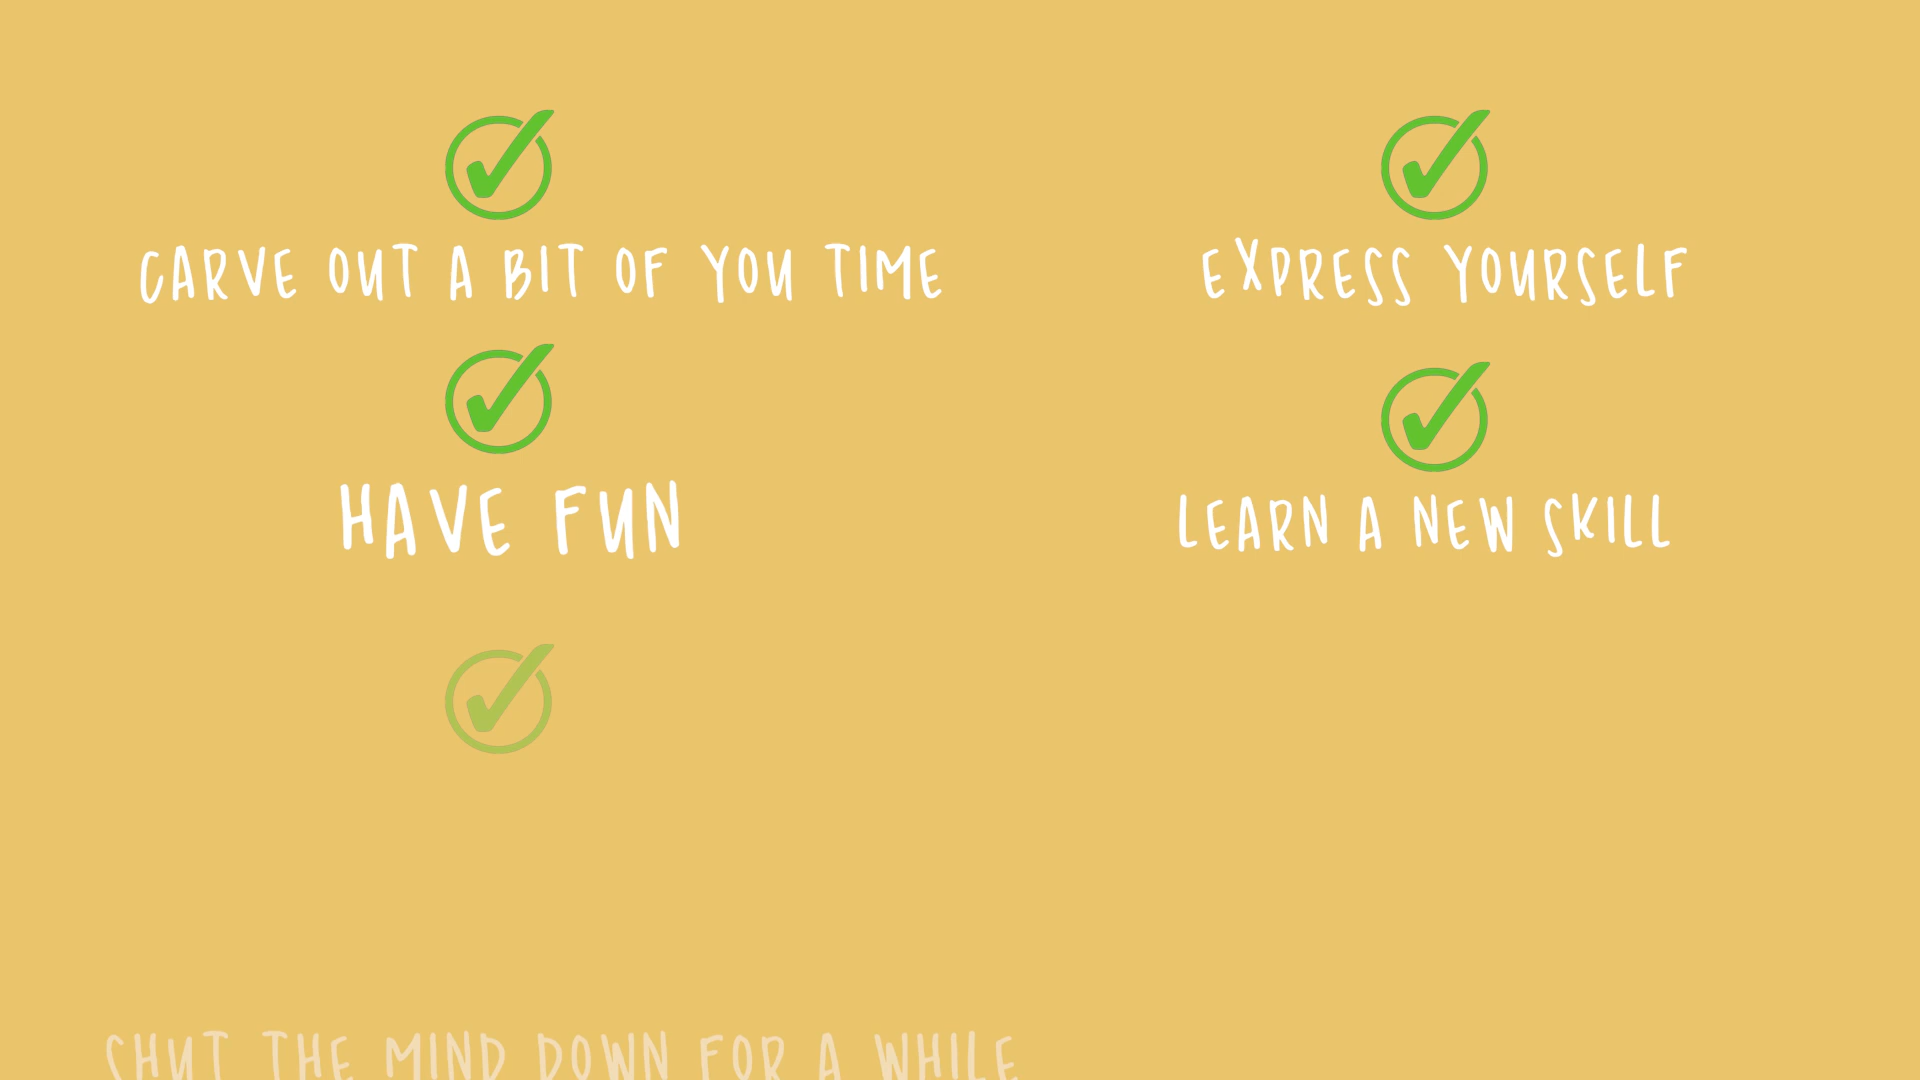 CARVE OUT A BIT OF YOU TIME
EXPRESS YOURSELF
HAVE FUN
LEARN A NEW SKILL
SHUT THE MIND DOWN FOR A WHILE